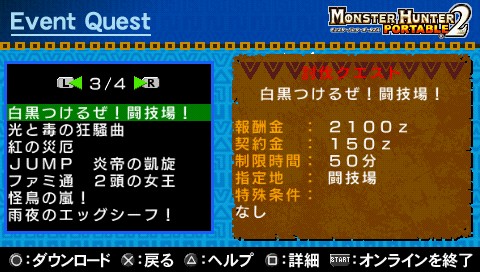 Event Quest
MONSTER HUNTER
PORTABLE 2
L 3/4 R
白黒つけるぜ！闘技場！
光と毒の狂騒曲
紅の災厄
ＪＵＭＰ　炎帝の凱旋
ファミ通　２頭の女王
怪鳥の嵐！
雨夜のエッグシーフ！
討伐クエスト
白黒つけるぜ！闘技場！
報酬金　：　２１００ｚ
契約金　：　１５０ｚ
制限時間：　５０分
指定地　：　闘技場
特殊条件：
なし
○:ダウンロード　×:戻る　△:ヘルプ　□:詳細　START:オンラインを終了